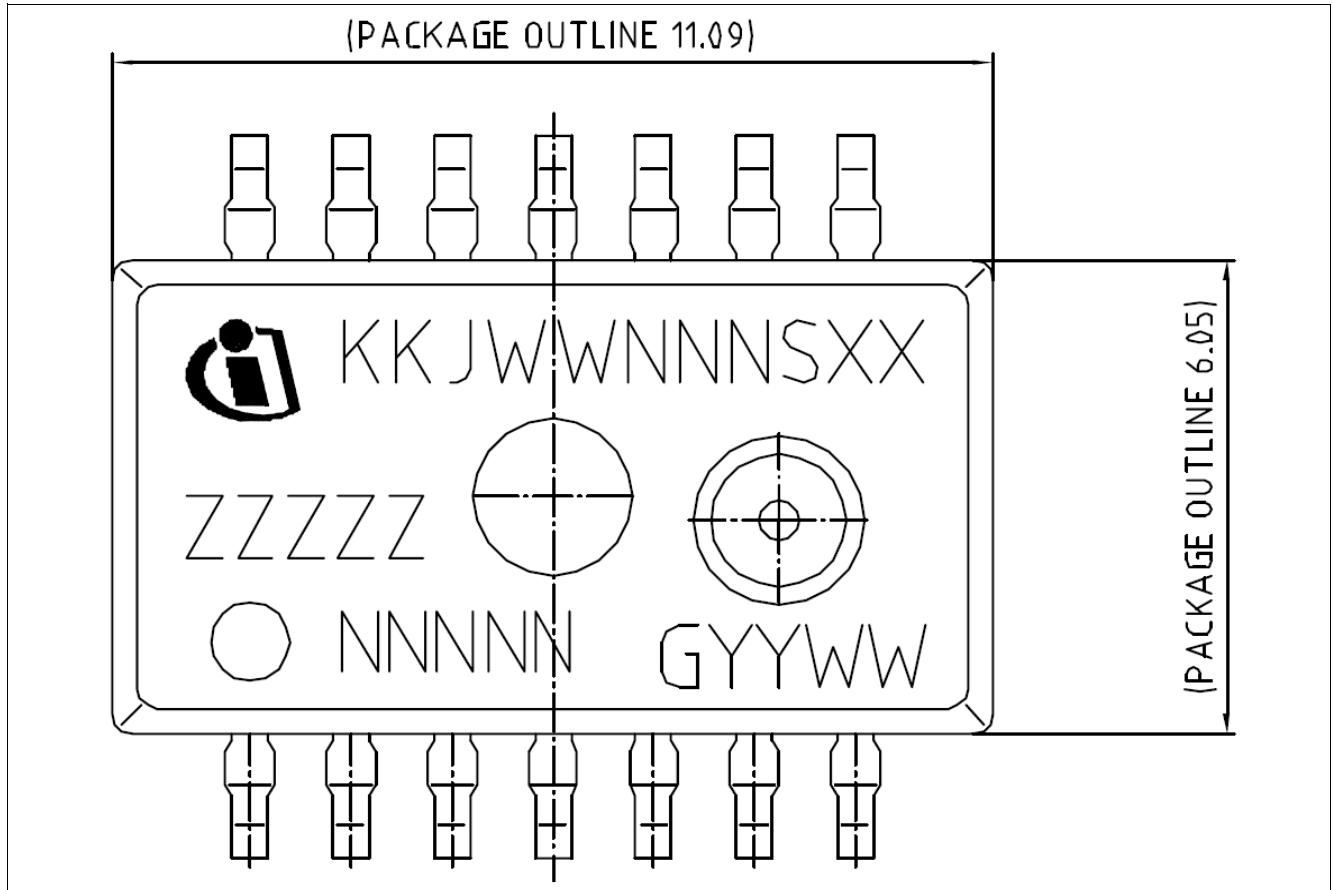 (PACKAGE OUTLINE 11.09)
KKJWWNNNSXX
ZZZZZ
NNNNN
GYYWW
(PACKAGE OUTLINE 6.05)